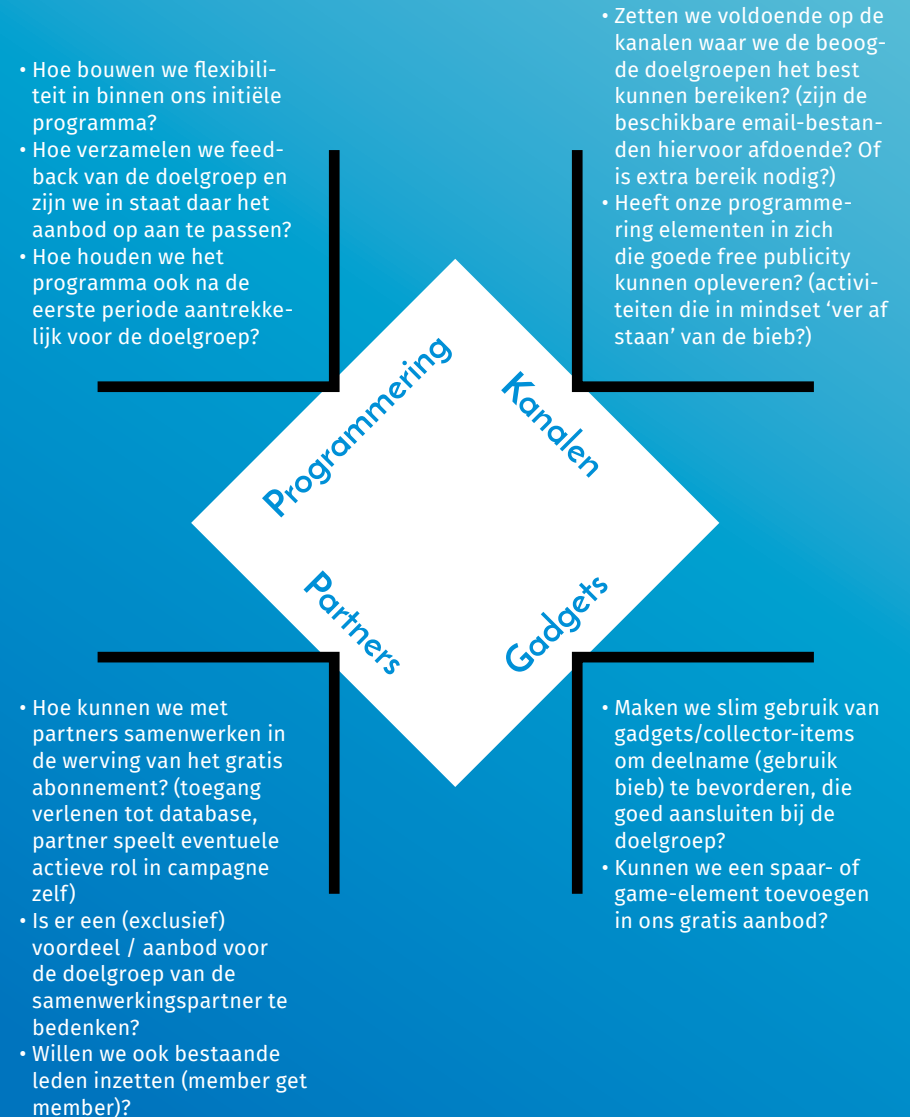 • Hoe bouwen we flexibili-
teit in binnen ons initiële
programma?
• Hoe verzamelen we feed-
back van de doelgroep en
zijn we in staat daar het
aanbod op aan te passen?
• Hoe houden we het
programma ook na de
eerste periode aantrekke-
lijk voor de doelgroep?
• Zetten we voldoende op de
kanalen waar we de beoog-
de doelgroepen het best
kunnen bereiken? (zijn de
beschikbare email-bestan-
den hiervoor afdoende? Of
is extra bereik nodig?)
• Heeft onze programme-
ring elementen in zich
die goede free publicity
kunnen opleveren? (activi-
teiten die in mindset ‘ver af
staan’ van de bieb?)
Programmering
Kanalen
Partners
Gadgets
• Hoe kunnen we met
partners samenwerken in
de werving van het gratis
abonnement? (toegang
verlenen tot database,
partner speelt eventuele
actieve rol in campagne
zelf)
• Is er een (exclusief)
voordeel / aanbod voor
de doelgroep van de
samenwerkingspartner te
bedenken?
• Willen we ook bestaande
leden inzetten (member get
member)?
• Maken we slim gebruik van
gadgets/collector-items
om deelname (gebruik
bieb) te bevorderen, die
goed aansluiten bij de
doelgroep?
• Kunnen we een spaar- of
game-element toevoegen
in ons gratis aanbod?